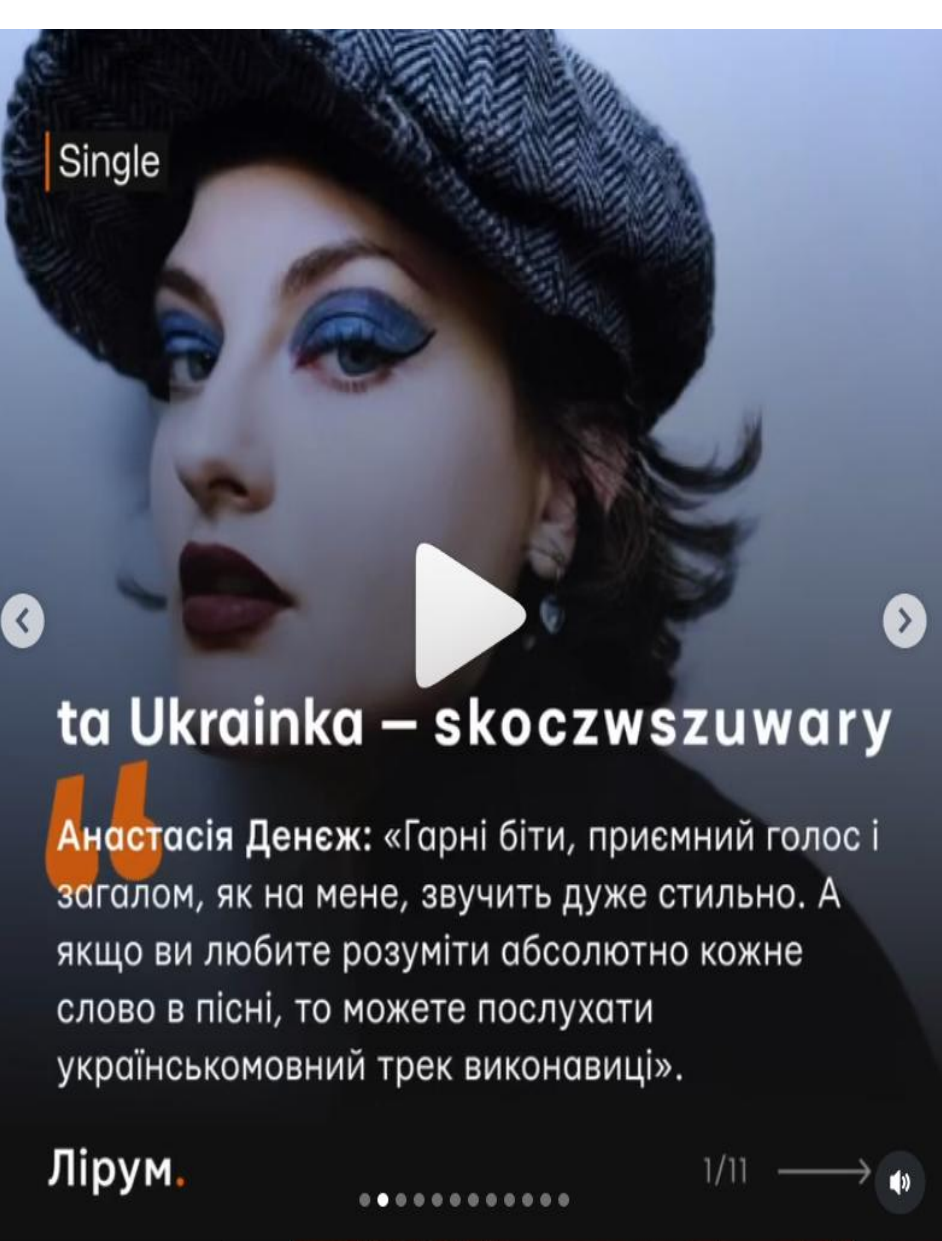 Single
ta Ukrainka – skoczwszuwary
Анастасія Денєж: «Гарні біти, приємний голос і
загалом, як на мене, звучить дуже стильно. А
якщо ви любите розуміти абсолютно кожне
слово в пісні, то можете послухати
українськомовний трек виконавиці».
Лірум.
1/11